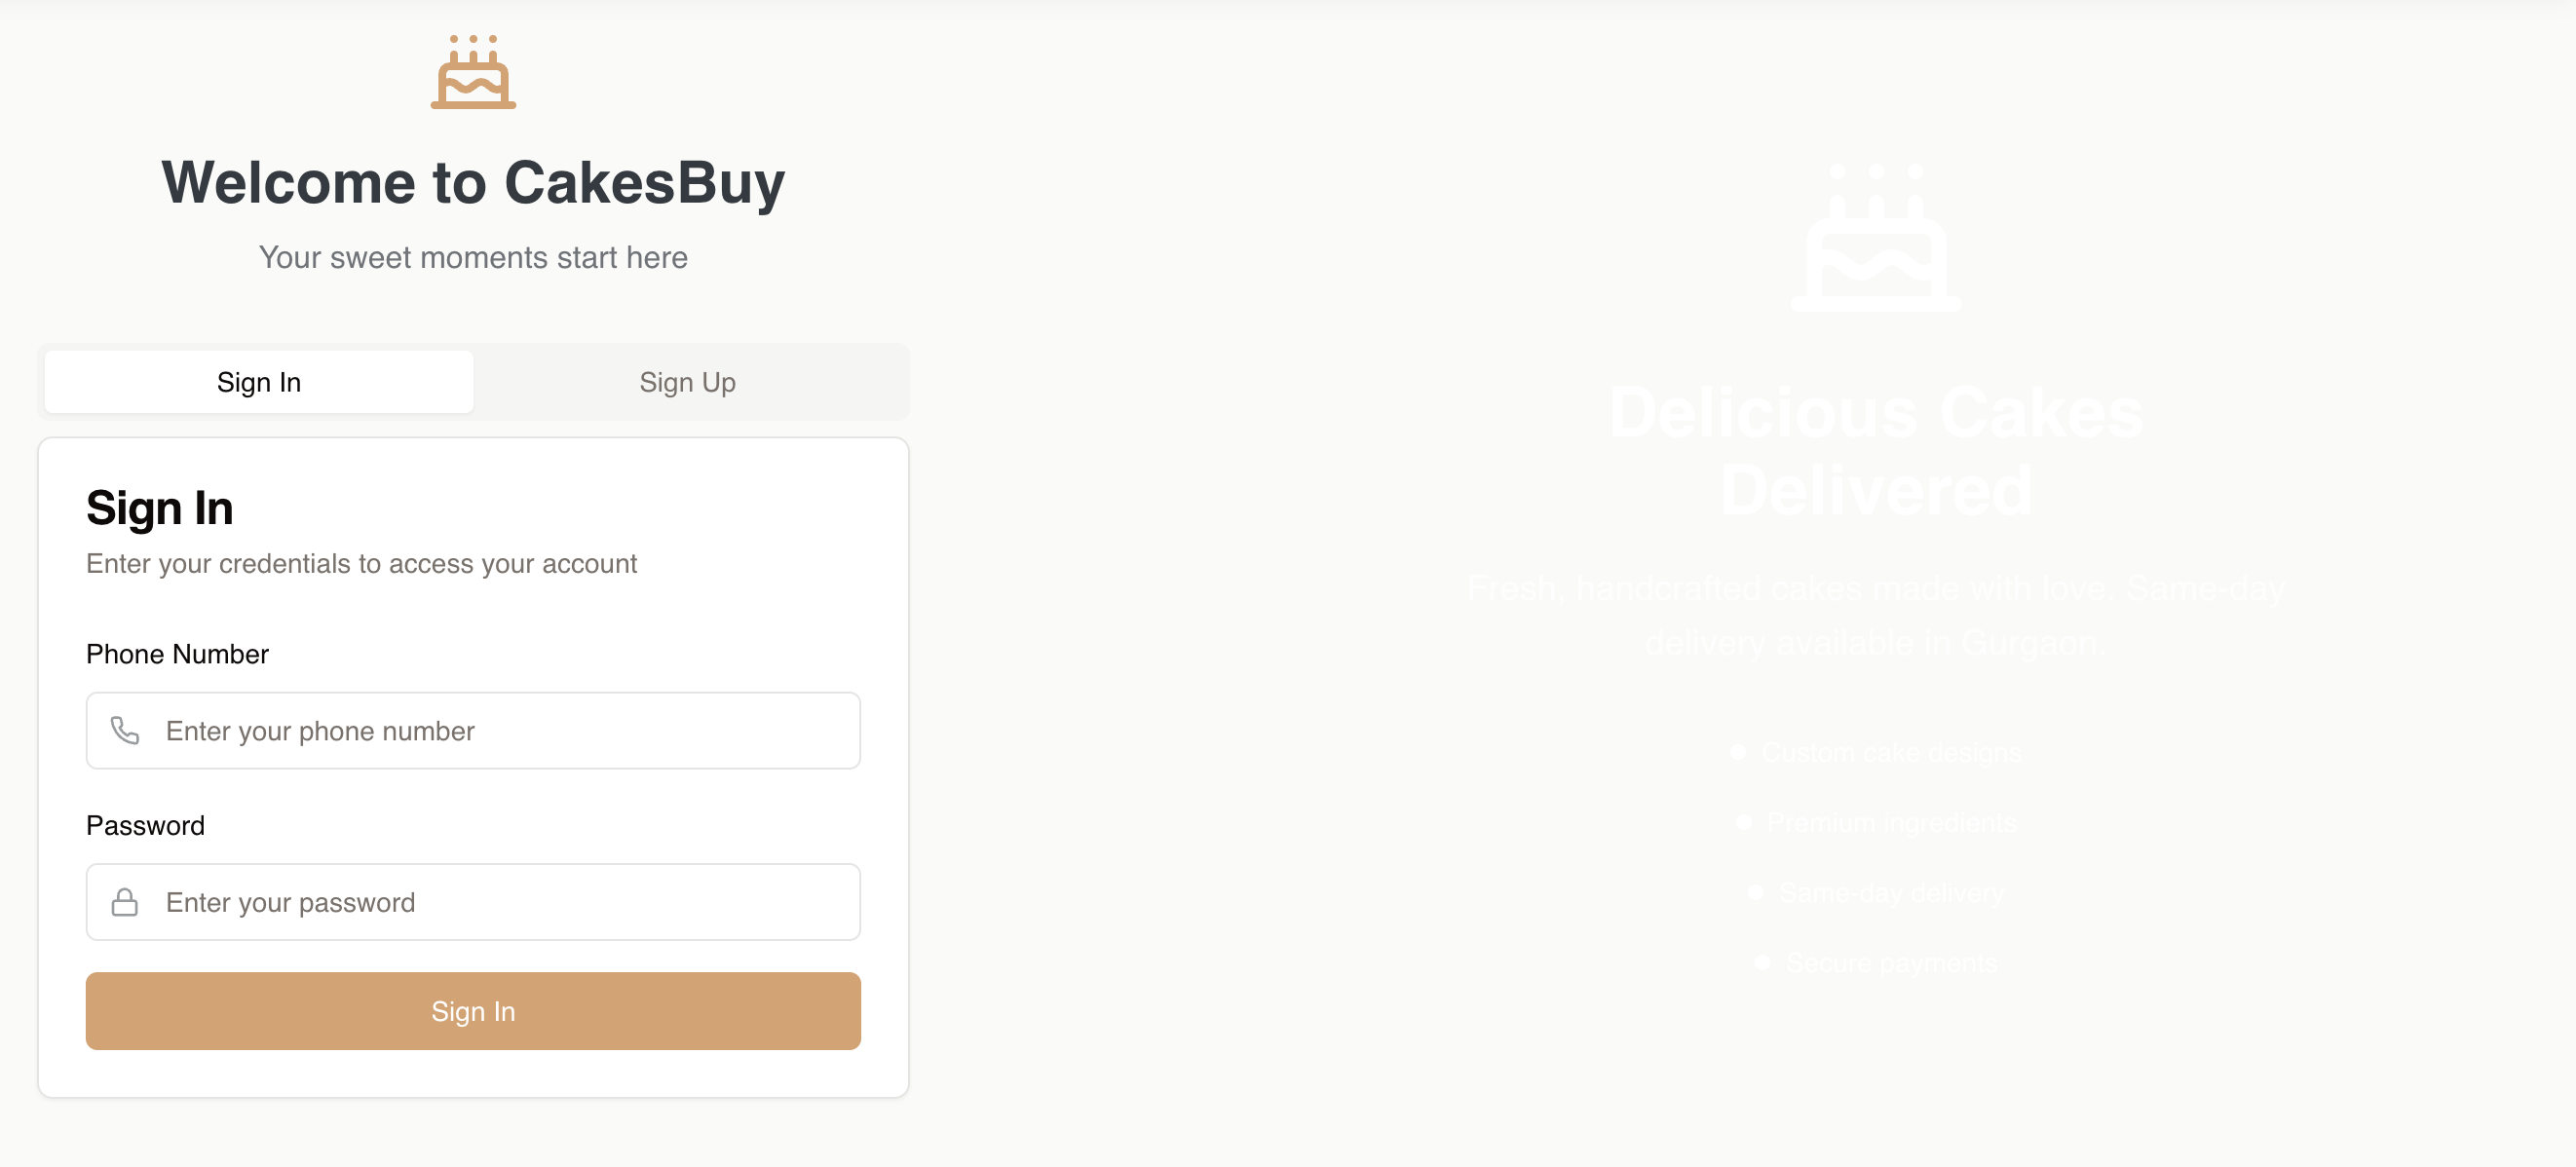 Welcome to CakesBuy
Your sweet moments start here
Sign In
Sign Up
Sign In
Enter your credentials to access your account
Phone Number
Enter your phone number
Password
Enter your password
Sign In
Delicious Cakes
Delivered
Fresh, handcrafted cakes made with love. Same-day
delivery available in Gurgaon.
Custom cake designs
Premium ingredients
Same-day delivery
Secure payments